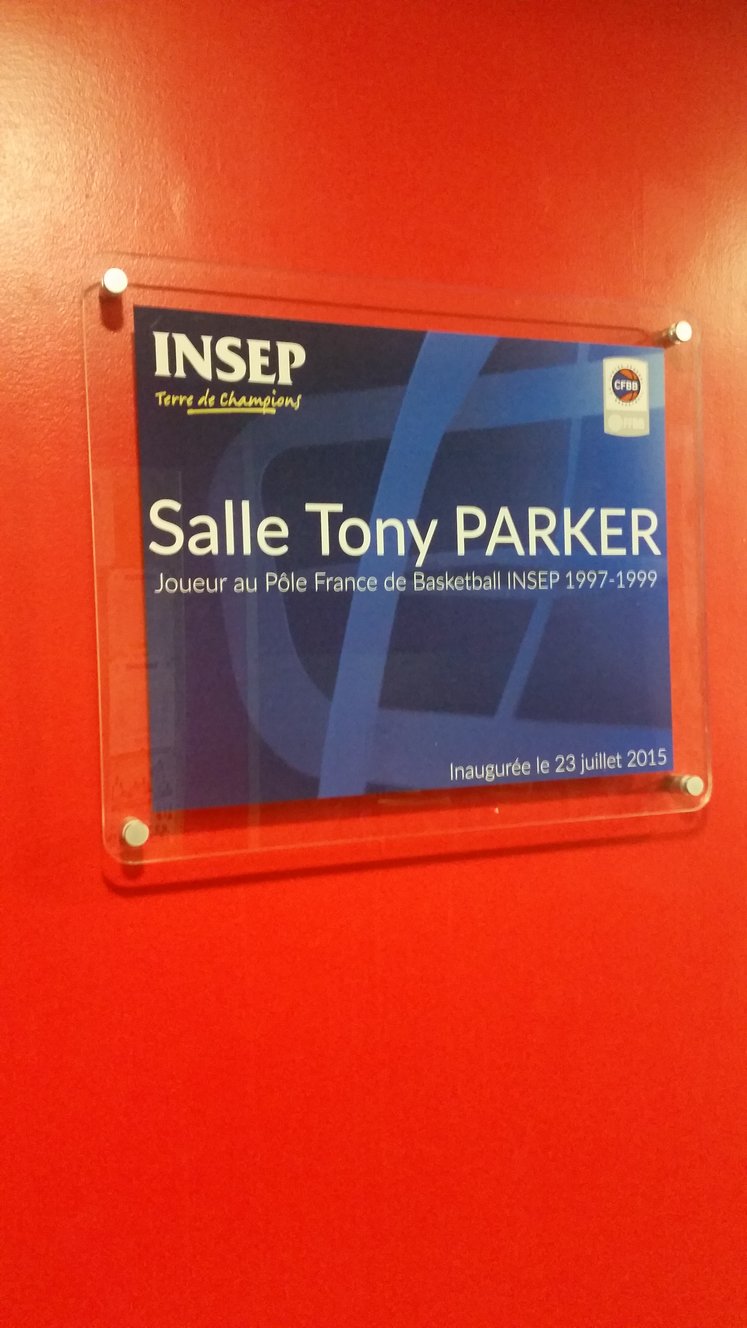 INSEP
Terre de Champions
CFBB
FFBB
Salle Tony PARKER
Joueur au Pôle France de Basketball INSEP 1997-1999
Inaugurée le 23 juillet 2015